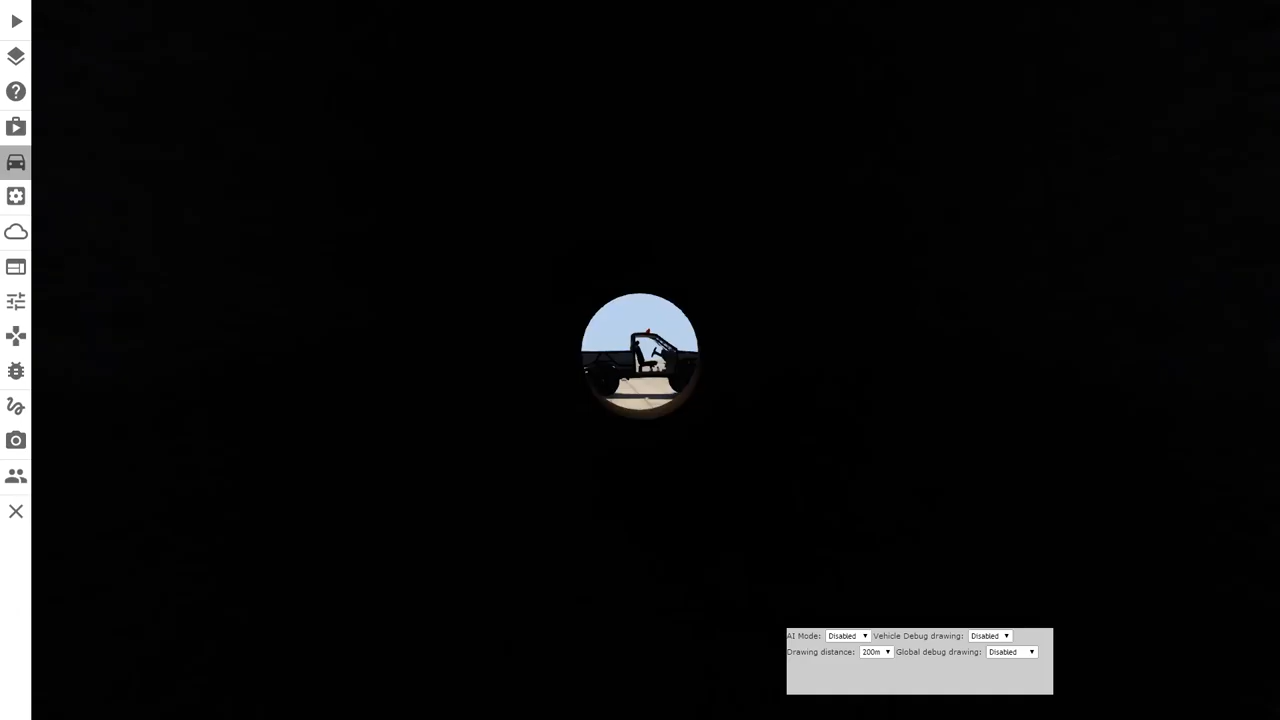 AI Mode: Disabled Vehicle Debug drawing: Disabled
Drawing distance: 200m Global debug drawing: Disabled